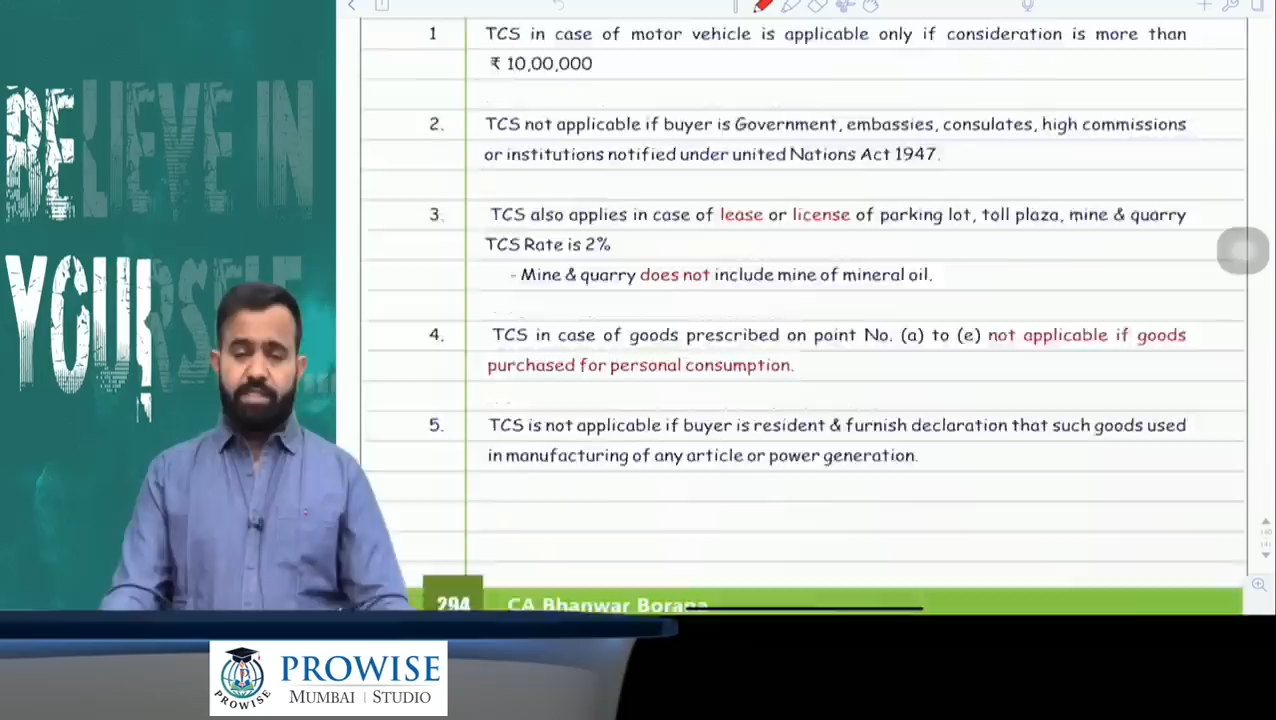 BELIEVE IN
YOURSELF
1 TCS in case of motor vehicle is applicable only if consideration is more than
₹ 10,00,000
2. TCS not applicable if buyer is Government, embassies, consulates, high commissions
or institutions notified under united Nations Act 1947.
3. TCS also applies in case of lease or license of parking lot, toll plaza, mine & quarry
TCS Rate is 2%
- Mine & quarry does not include mine of mineral oil.
4. TCS in case of goods prescribed on point No. (a) to (e) not applicable if goods
purchased for personal consumption.
5. TCS is not applicable if buyer is resident & furnish declaration that such goods used
in manufacturing of any article or power generation.
294 CA Bhanwar Borana
PROWISE
PROWISE
MUMBAI | STUDIO